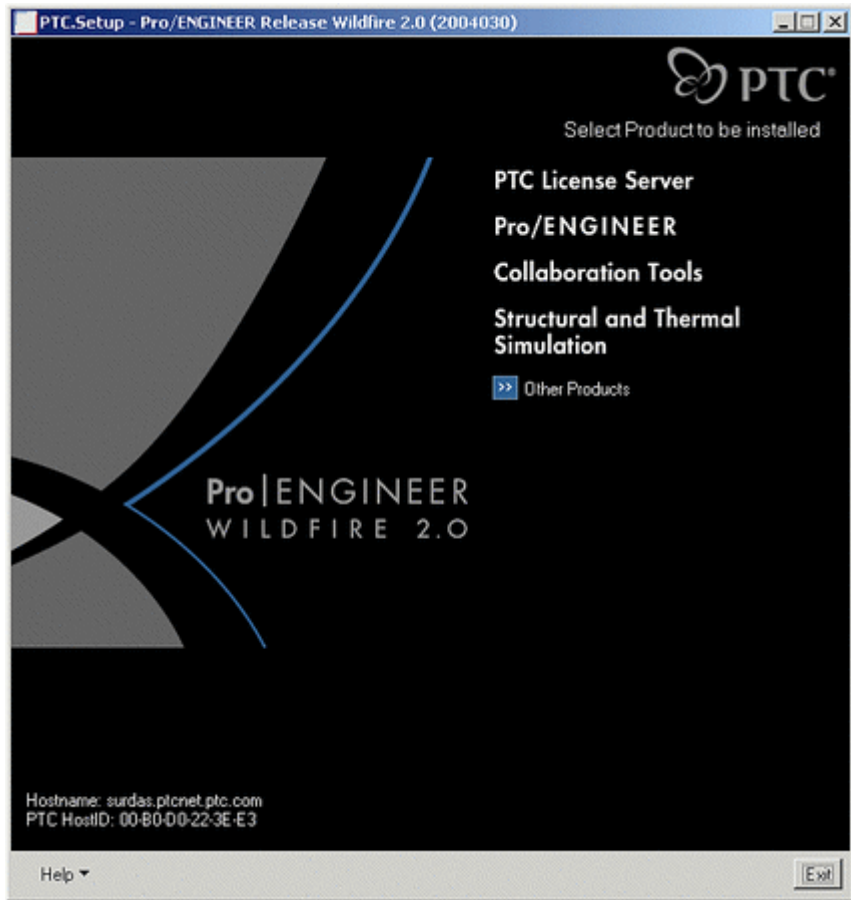 PTC.Setup - Pro/ENGINEER Release Wildfire 2.0 (2004030)
PTC®
Select Product to be installed
PTC License Server
Pro/ENGINEER
Collaboration Tools
Structural and Thermal
Simulation
>> Other Products
Pro|ENGINEER
WILDFIRE 2.0
Hostname: surdas.ptcnet.ptc.com
PTC HostID: 00-B0-D0-22-3E-E3
Help
Exit